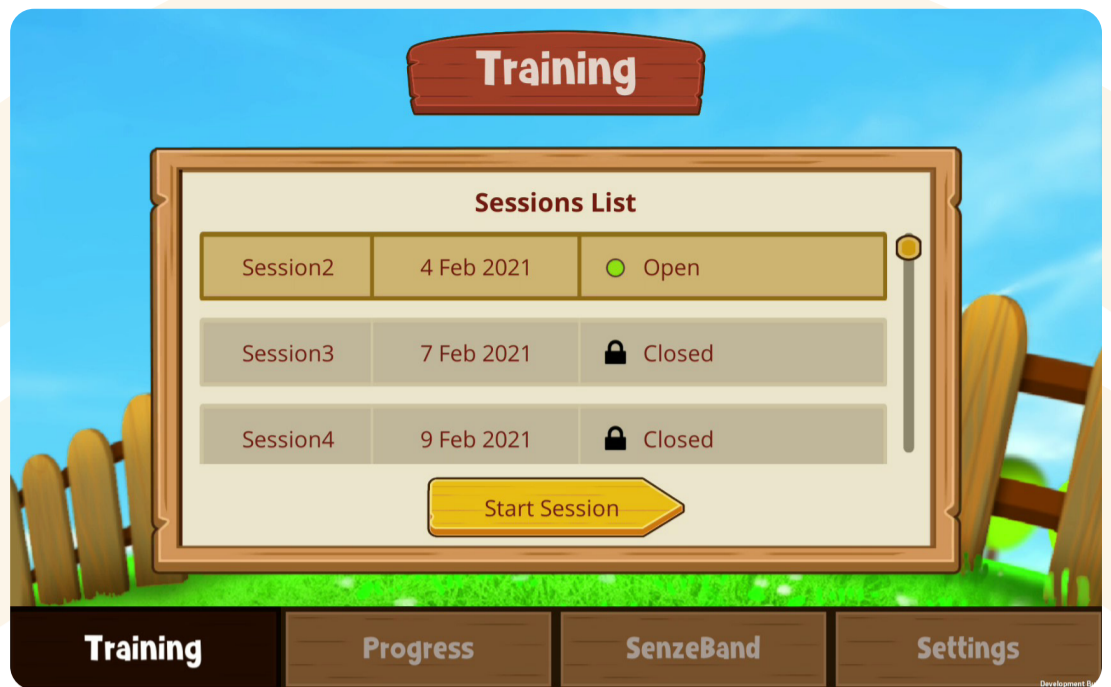 Training
Sessions List
Session2 4 Feb 2021 Open
Session3 7 Feb 2021 Closed
Session4 9 Feb 2021 Closed
Start Session
Training Progress SenzeBand Settings
Development B